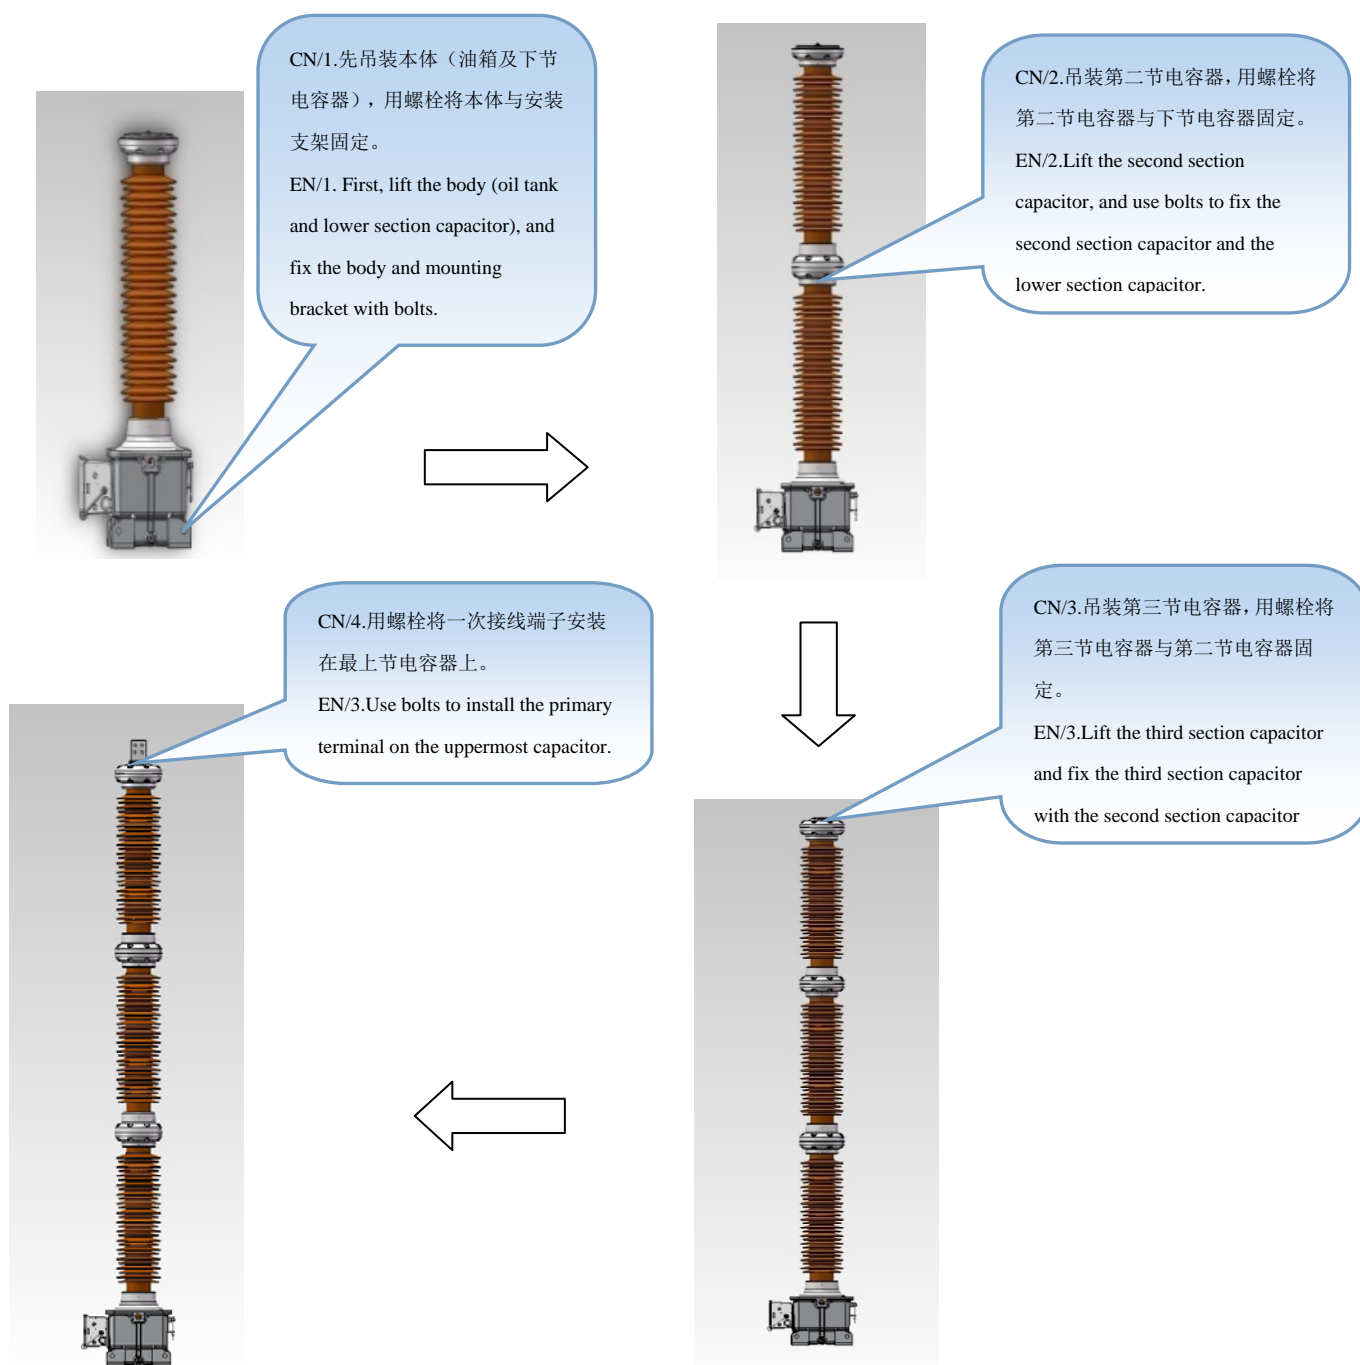 CN/1.先吊装本体（油箱及下节
电容器），用螺栓将本体与安装
支架固定。
EN/1. First, lift the body (oil tank
and lower section capacitor), and
fix the body and mounting
bracket with bolts.
CN/2.吊装第二节电容器，用螺栓将
第二节电容器与下节电容器固定。
EN/2.Lift the second section
capacitor, and use bolts to fix the
second section capacitor and the
lower section capacitor.
CN/3.吊装第三节电容器，用螺栓将
第三节电容器与第二节电容器固
定。
EN/3.Lift the third section capacitor
and fix the third section capacitor
with the second section capacitor
CN/4.用螺栓将一次接线端子安装
在最上节电容器上。
EN/3.Use bolts to install the primary
terminal on the uppermost capacitor.